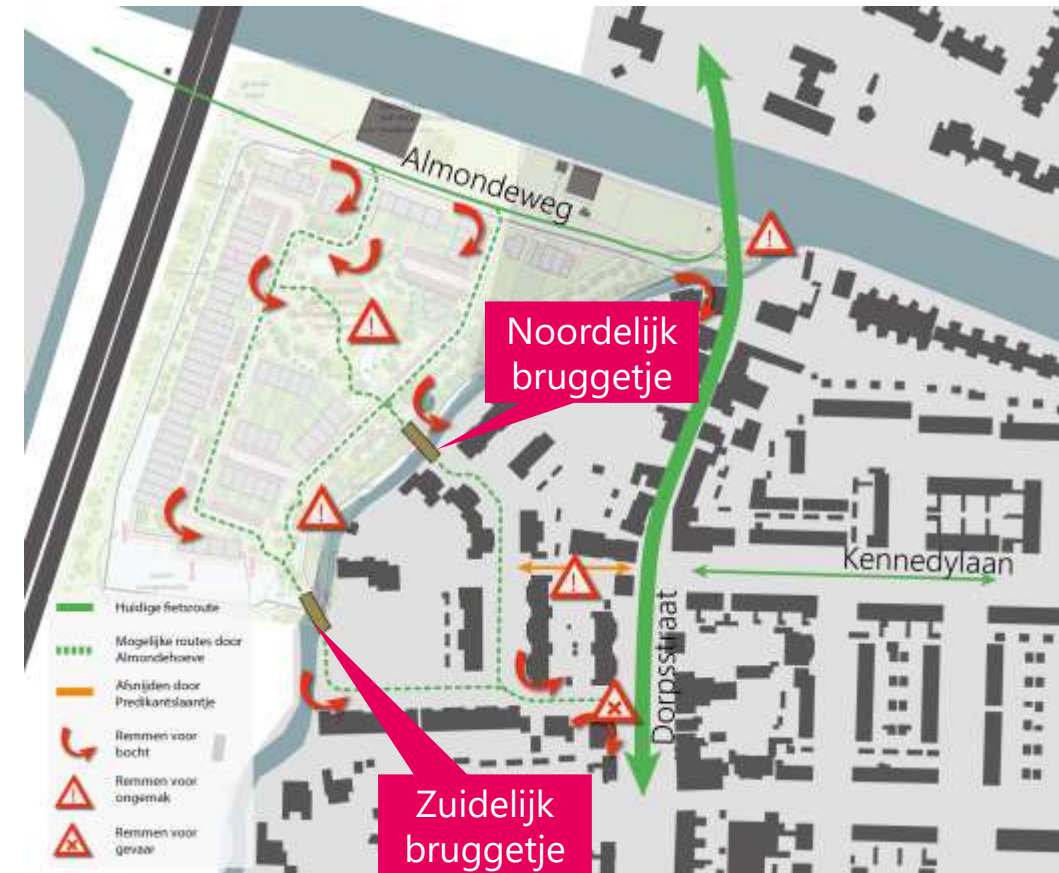 Almondeweg
Noordelijk
bruggetje
Kennedylaan
Dorpsstraat
Huidige fietsroute
Mogelijke routes door
Almondehoeve
Afsnijden door
Predikantslaantje
Remmen voor
bocht
Remmen voor
ongemak
Remmen voor
gevaar
Zuidelijk
bruggetje